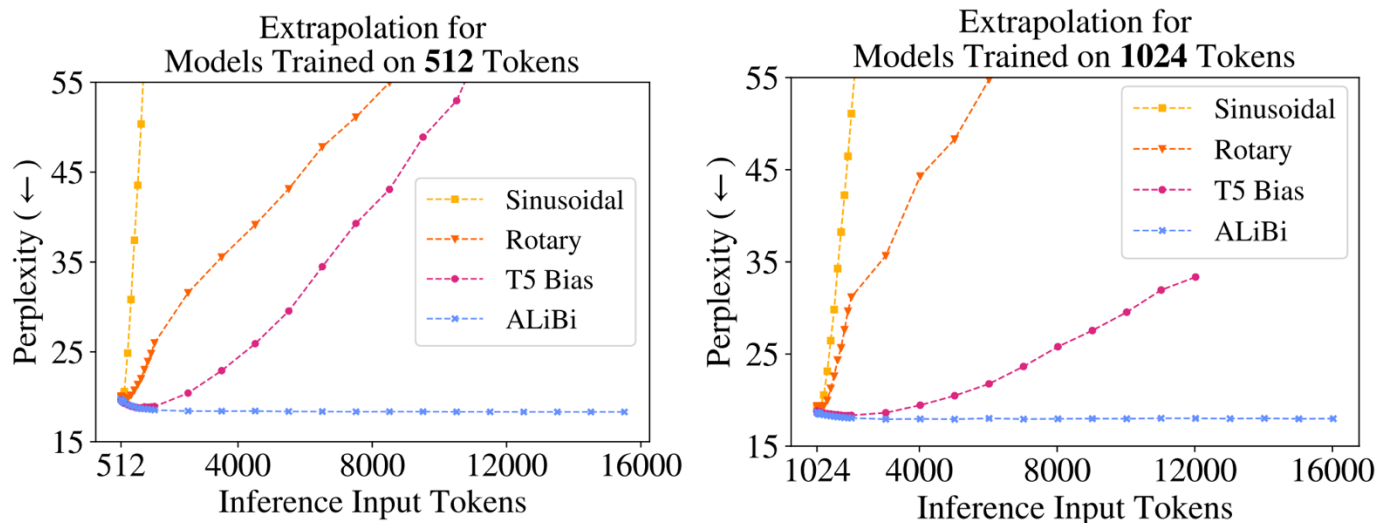 Extrapolation for
Models Trained on 512 Tokens
55
45
35
25
15
Perplexity (←)
Sinusoidal
Rotary
T5 Bias
ALiBi
512
4000
8000
12000
16000
Inference Input Tokens
Extrapolation for
Models Trained on 1024 Tokens
55
45
35
25
15
Perplexity (←)
Sinusoidal
Rotary
T5 Bias
ALiBi
1024
4000
8000
12000
16000
Inference Input Tokens